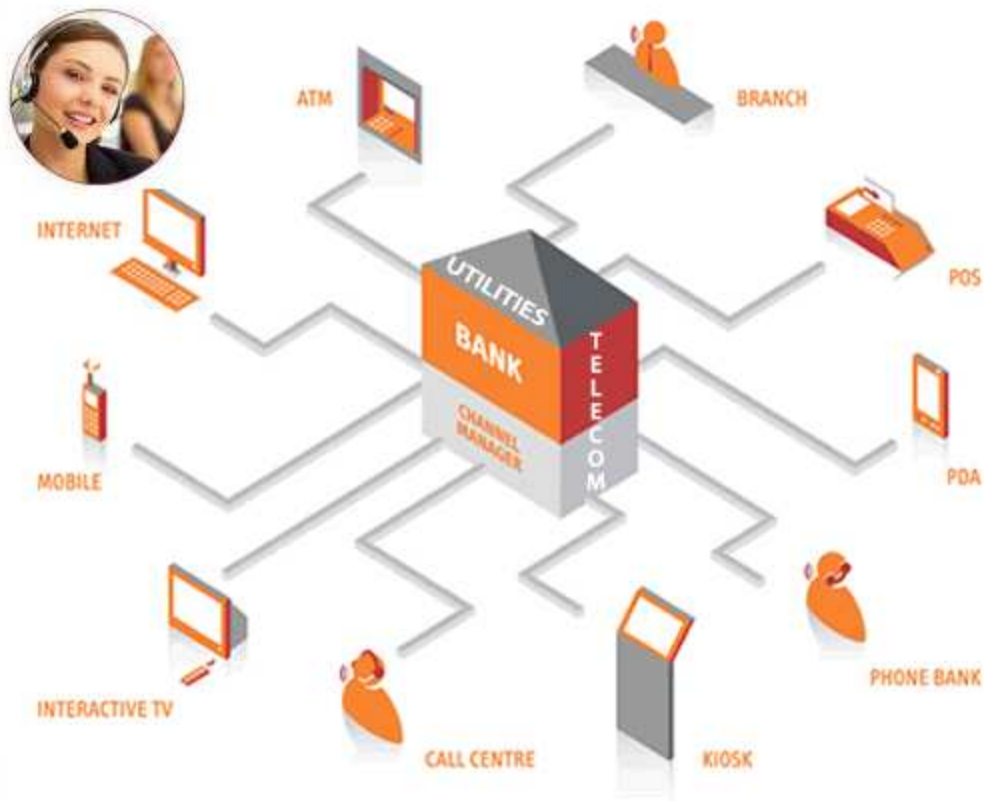 ATM
BRANCH
INTERNET
POS
UTILITIES
BANK
TELECOM
CHANNEL
MANAGER
MOBILE
PDA
INTERACTIVE TV
PHONE BANK
CALL CENTRE
KIOSK